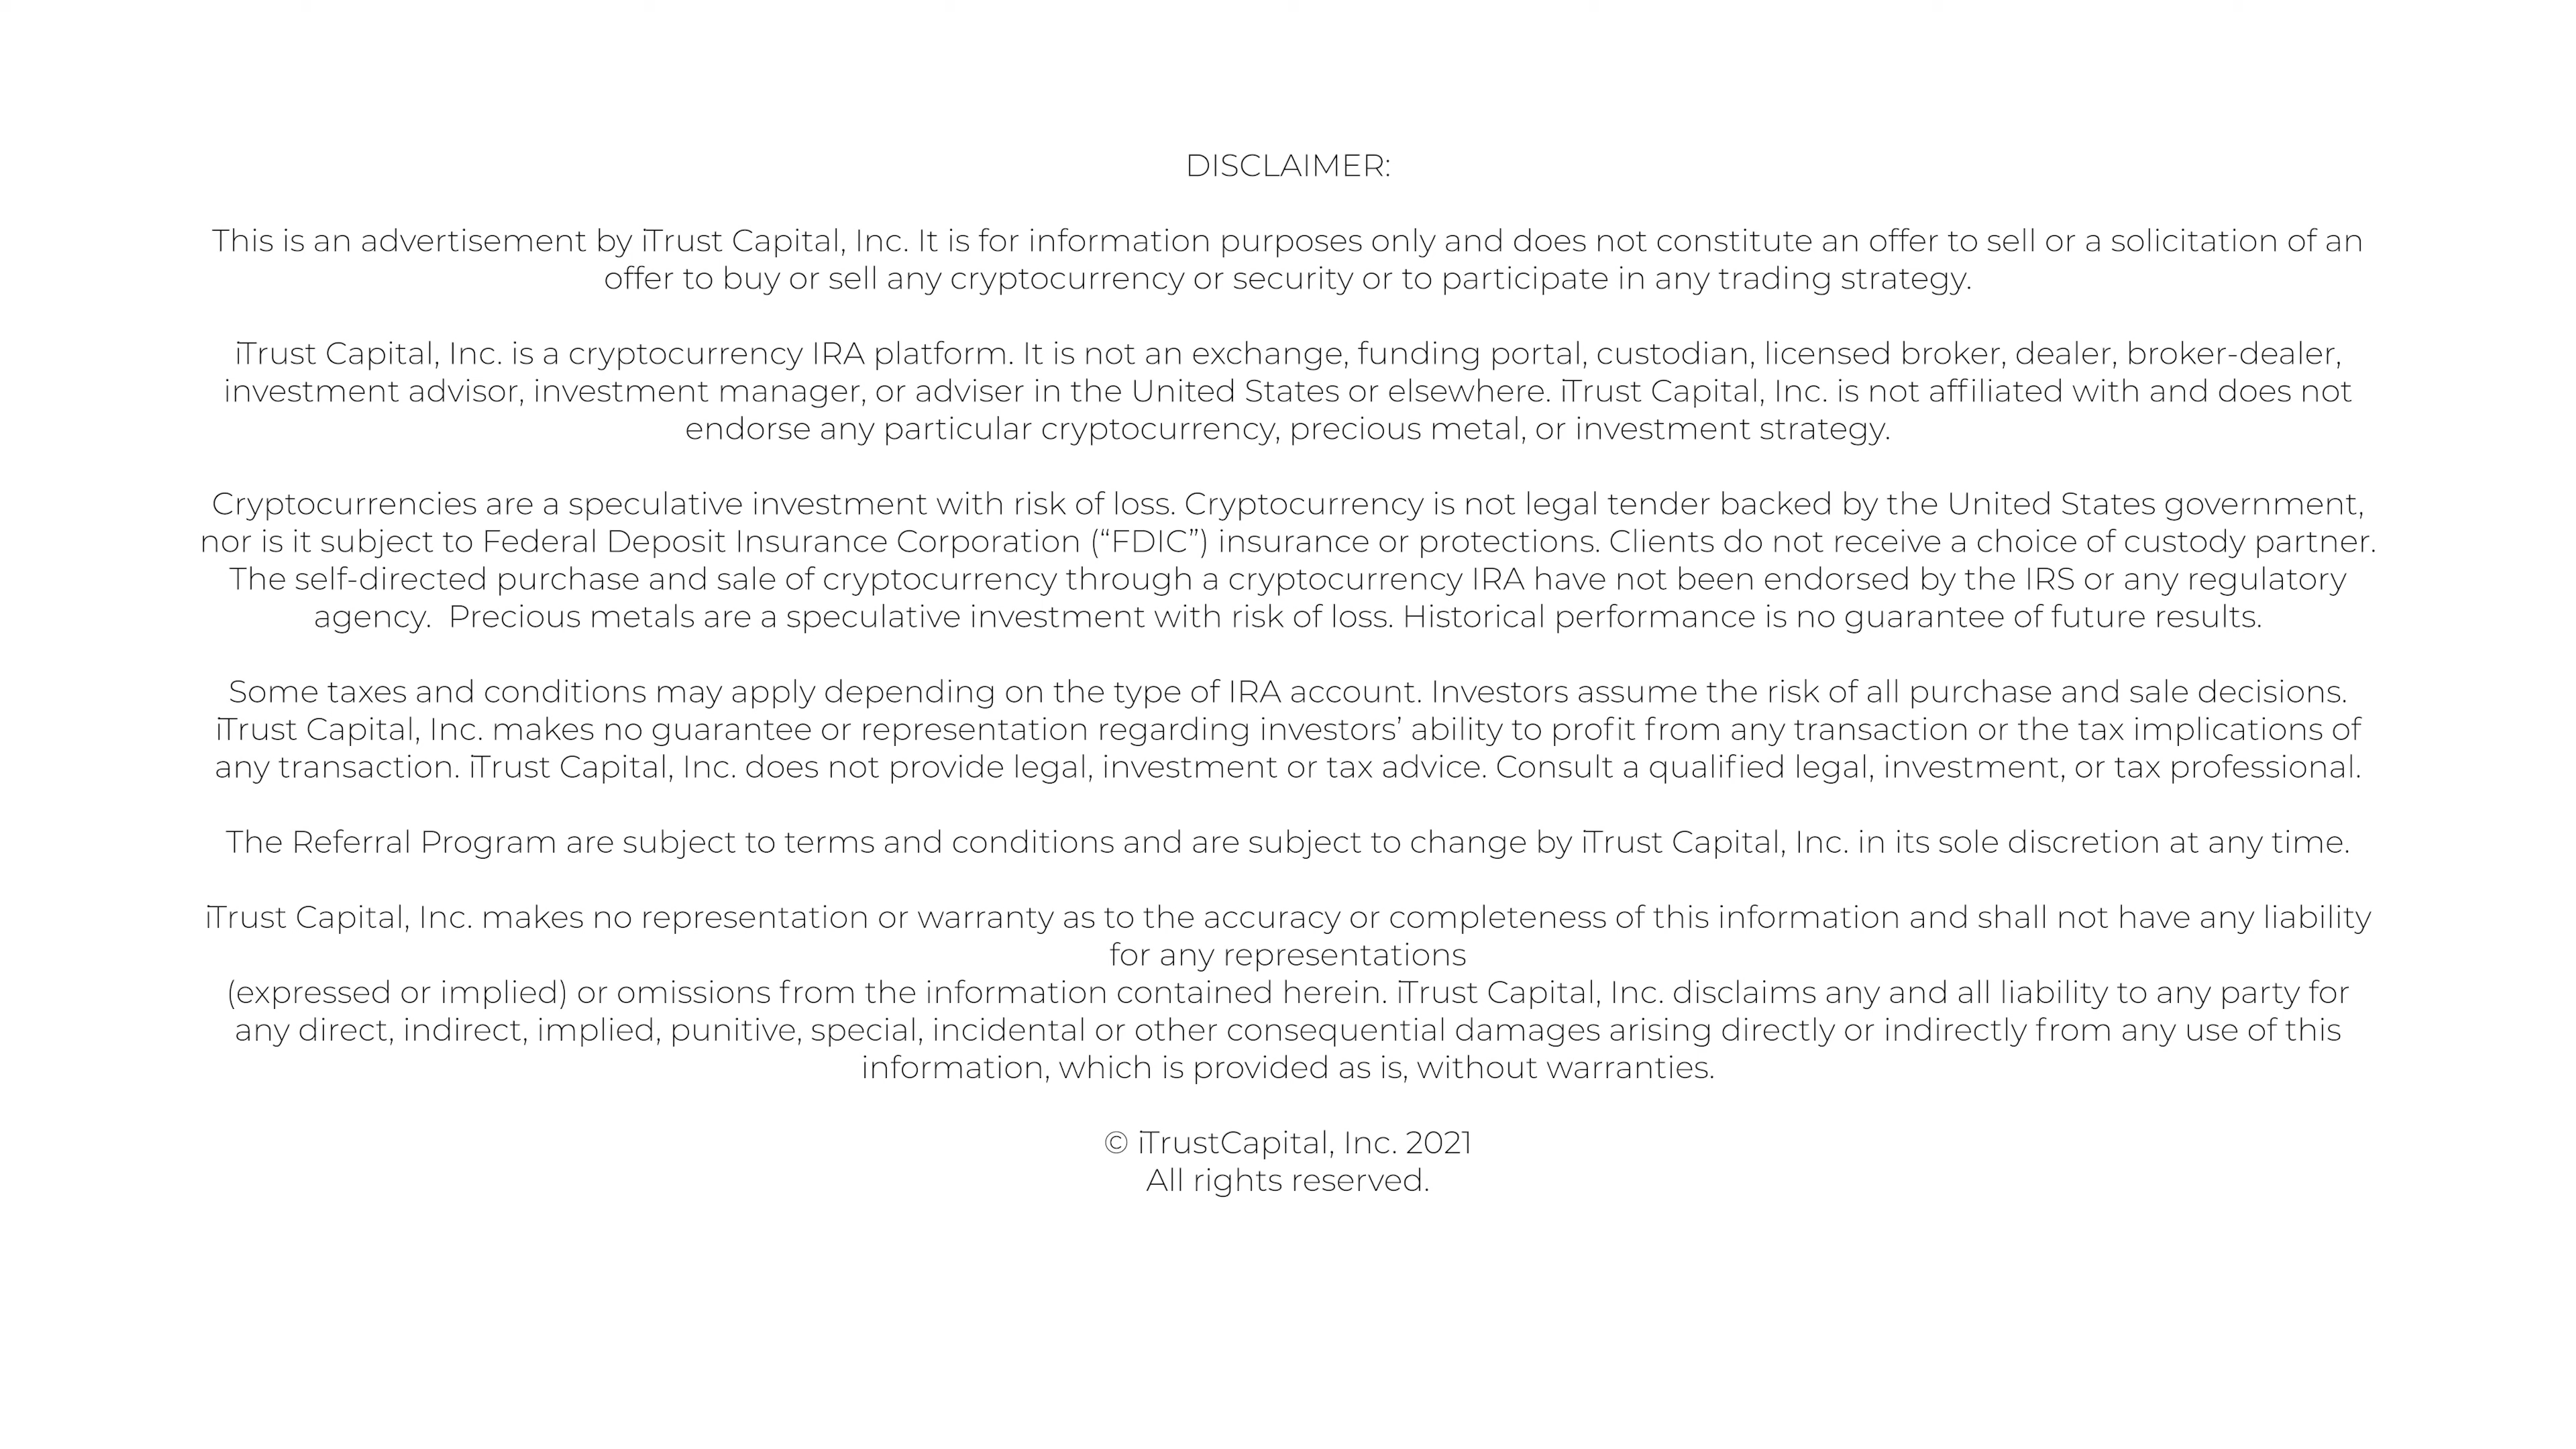 DISCLAIMER:
This is an advertisement by iTrust Capital, Inc. It is for information purposes only and does not constitute an offer to sell or a solicitation of an
offer to buy or sell any cryptocurrency or security or to participate in any trading strategy.
iTrust Capital, Inc. is a cryptocurrency IRA platform. It is not an exchange, funding portal, custodian, licensed broker, dealer, broker-dealer,
investment advisor, investment manager, or adviser in the United States or elsewhere. iTrust Capital, Inc. is not affiliated with and does not
endorse any particular cryptocurrency, precious metal, or investment strategy.
Cryptocurrencies are a speculative investment with risk of loss. Cryptocurrency is not legal tender backed by the United States government,
nor is it subject to Federal Deposit Insurance Corporation (“FDIC”) insurance or protections. Clients do not receive a choice of custody partner.
The self-directed purchase and sale of cryptocurrency through a cryptocurrency IRA have not been endorsed by the IRS or any regulatory
agency.  Precious metals are a speculative investment with risk of loss. Historical performance is no guarantee of future results.
Some taxes and conditions may apply depending on the type of IRA account. Investors assume the risk of all purchase and sale decisions.
iTrust Capital, Inc. makes no guarantee or representation regarding investors’ ability to profit from any transaction or the tax implications of
any transaction. iTrust Capital, Inc. does not provide legal, investment or tax advice. Consult a qualified legal, investment, or tax professional.
The Referral Program are subject to terms and conditions and are subject to change by iTrust Capital, Inc. in its sole discretion at any time.
iTrust Capital, Inc. makes no representation or warranty as to the accuracy or completeness of this information and shall not have any liability
for any representations
(expressed or implied) or omissions from the information contained herein. iTrust Capital, Inc. disclaims any and all liability to any party for
any direct, indirect, implied, punitive, special, incidental or other consequential damages arising directly or indirectly from any use of this
information, which is provided as is, without warranties.
© iTrustCapital, Inc. 2021
All rights reserved.